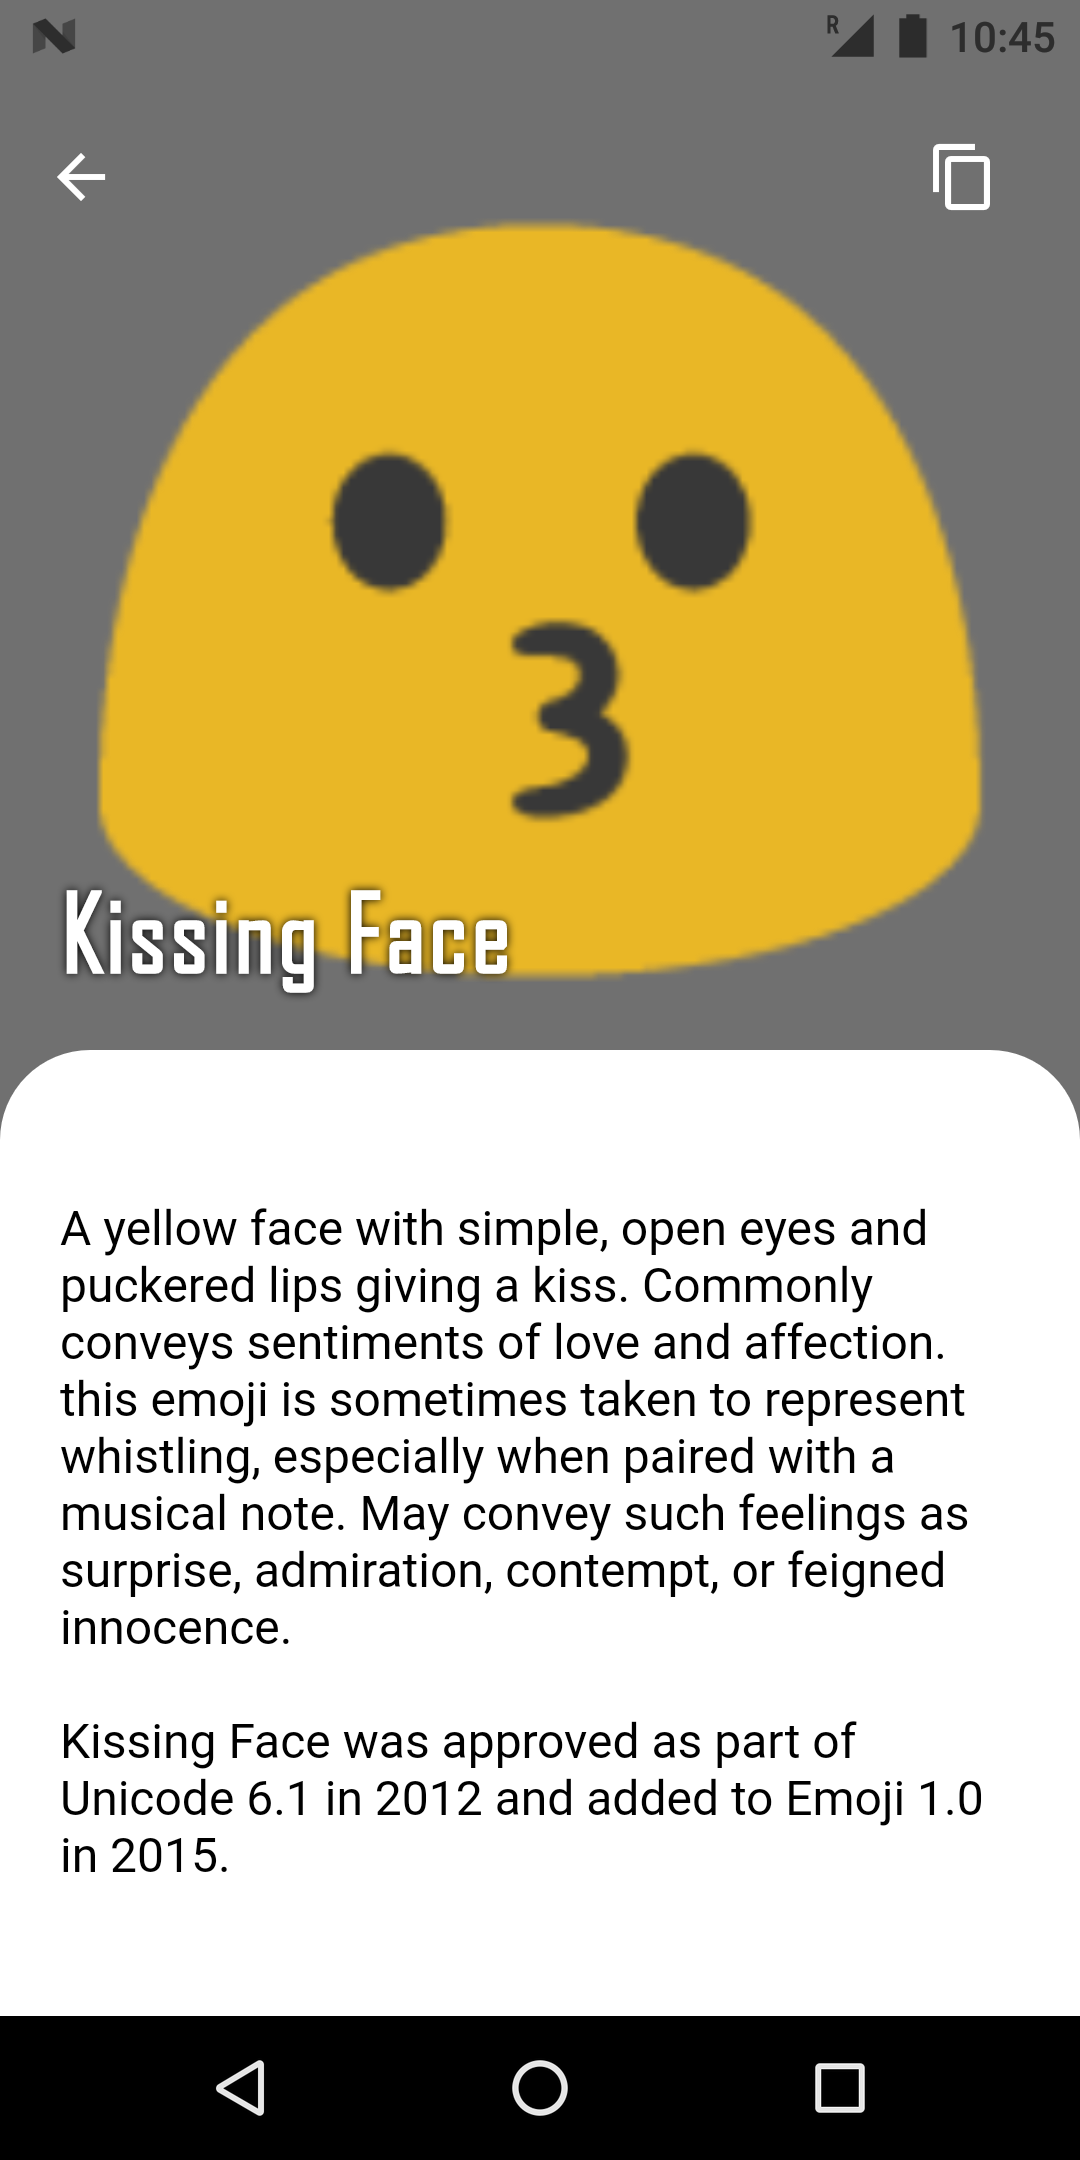 R 10:45
Kissing Face
A yellow face with simple, open eyes and
puckered lips giving a kiss. Commonly
conveys sentiments of love and affection.
this emoji is sometimes taken to represent
whistling, especially when paired with a
musical note. May convey such feelings as
surprise, admiration, contempt, or feigned
innocence.
Kissing Face was approved as part of
Unicode 6.1 in 2012 and added to Emoji 1.0
in 2015.